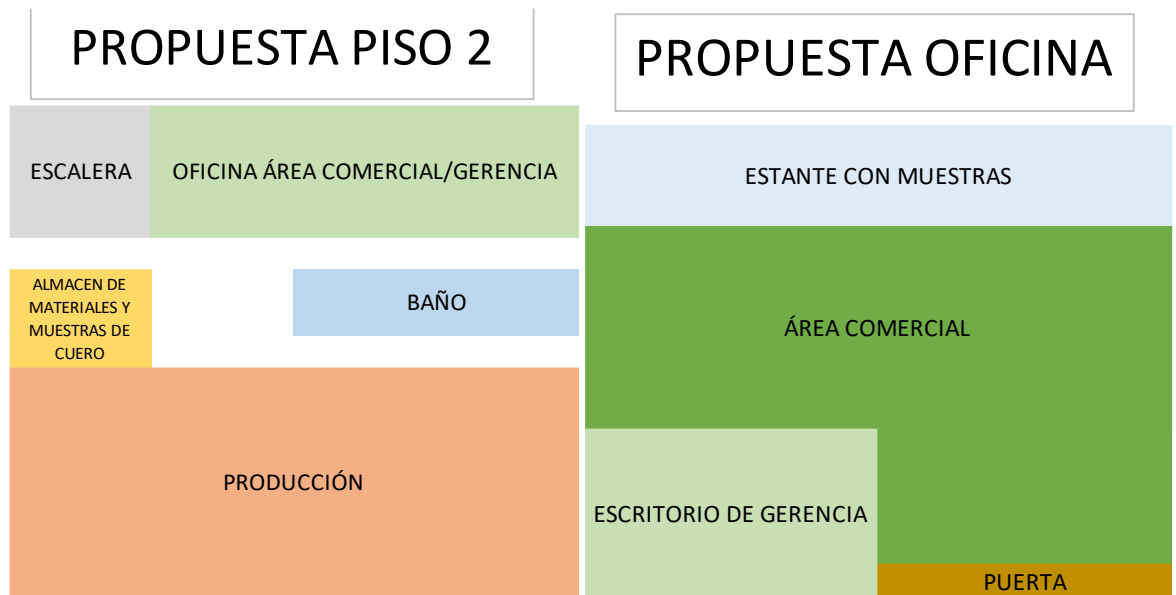 PROPUESTA PISO 2
ESCALERA
OFICINA ÁREA COMERCIAL/GERENCIA
ALMACEN DE
MATERIALES Y
MUESTRAS DE
CUERO
BAÑO
PRODUCCIÓN
PROPUESTA OFICINA
ESTANTE CON MUESTRAS
ÁREA COMERCIAL
ESCRITORIO DE GERENCIA
PUERTA